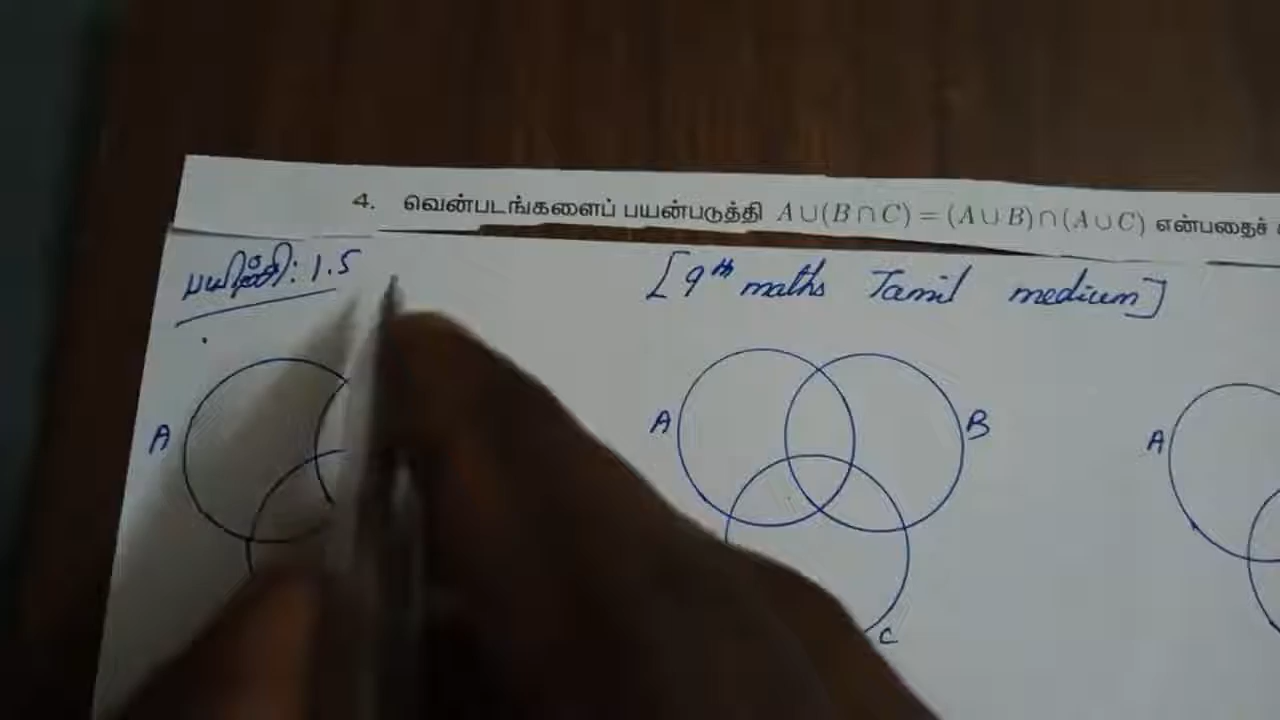 4. வென்படங்களைப் பயன்படுத்தி A∪(B∩C) = (A∪B)∩(A∪C) என்பதைச்
பயிற்சி: 1.5
[9th maths Tamil medium]
A
A
B
A
C